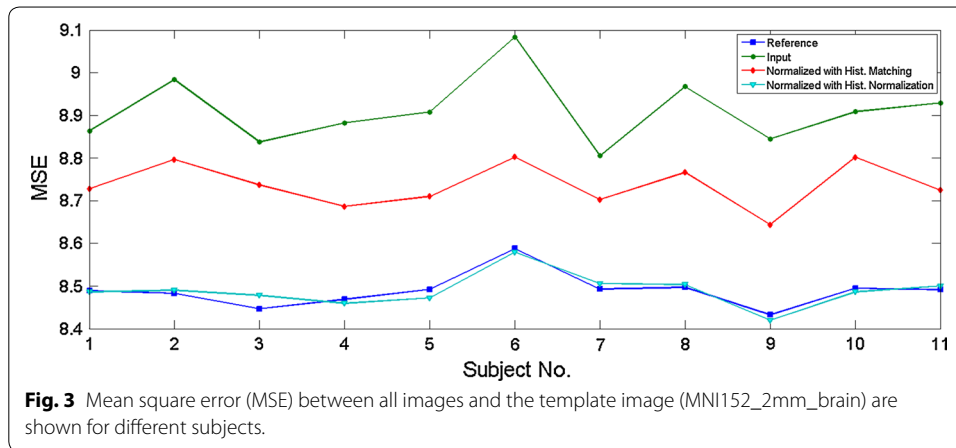 9.1
9
8.9
8.8
8.7
8.6
8.5
8.4
MSE
1 2 3 4 5 6 7 8 9 10 11
Subject No.
Reference
Input
Normalized with Hist. Matching
Normalized with Hist. Normalization
Fig. 3 Mean square error (MSE) between all images and the template image (MNI152_2mm_brain) are
shown for different subjects.